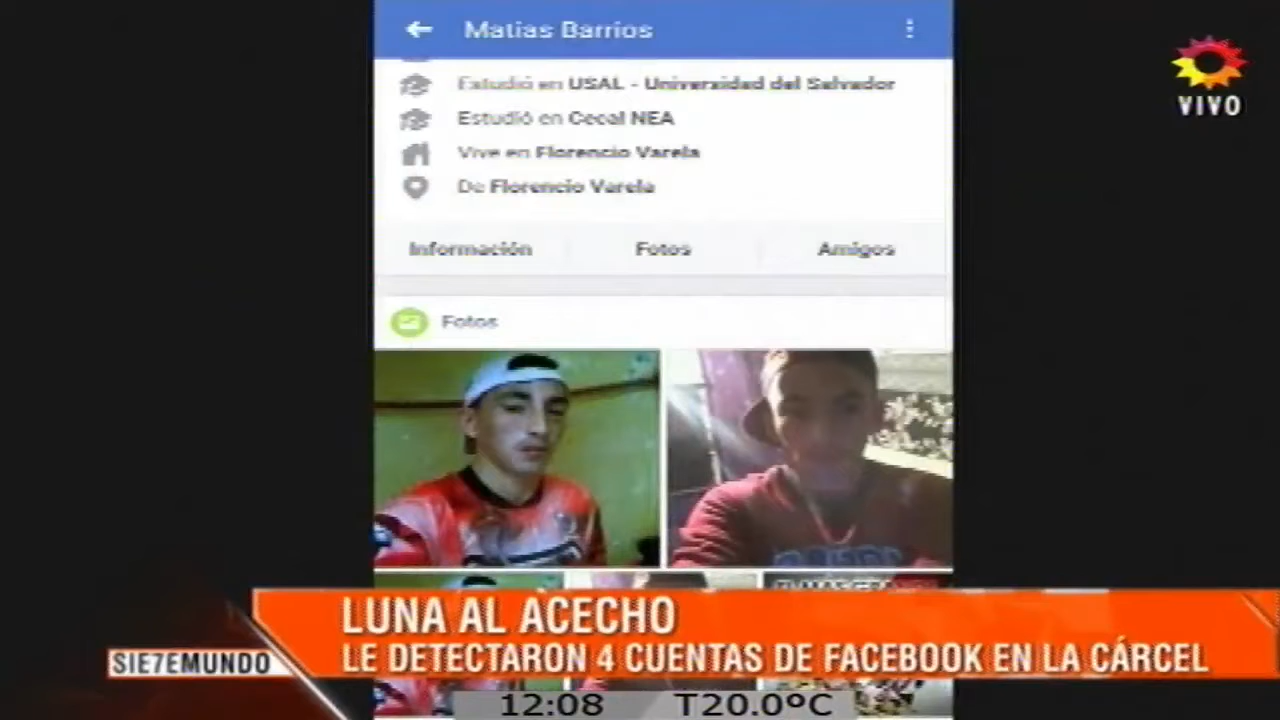 Matias Barrios
Estudió en USAL - Universidad del Salvador
Estudió en Cecal NEA
Vive en Florencio Varela
De Florencio Varela
Información
Fotos
Amigos
Fotos
VIVO
LUNA AL ACECHO
SIE7EMUNDO
LE DETECTARON 4 CUENTAS DE FACEBOOK EN LA CÁRCEL
12:08 T20.0ºC